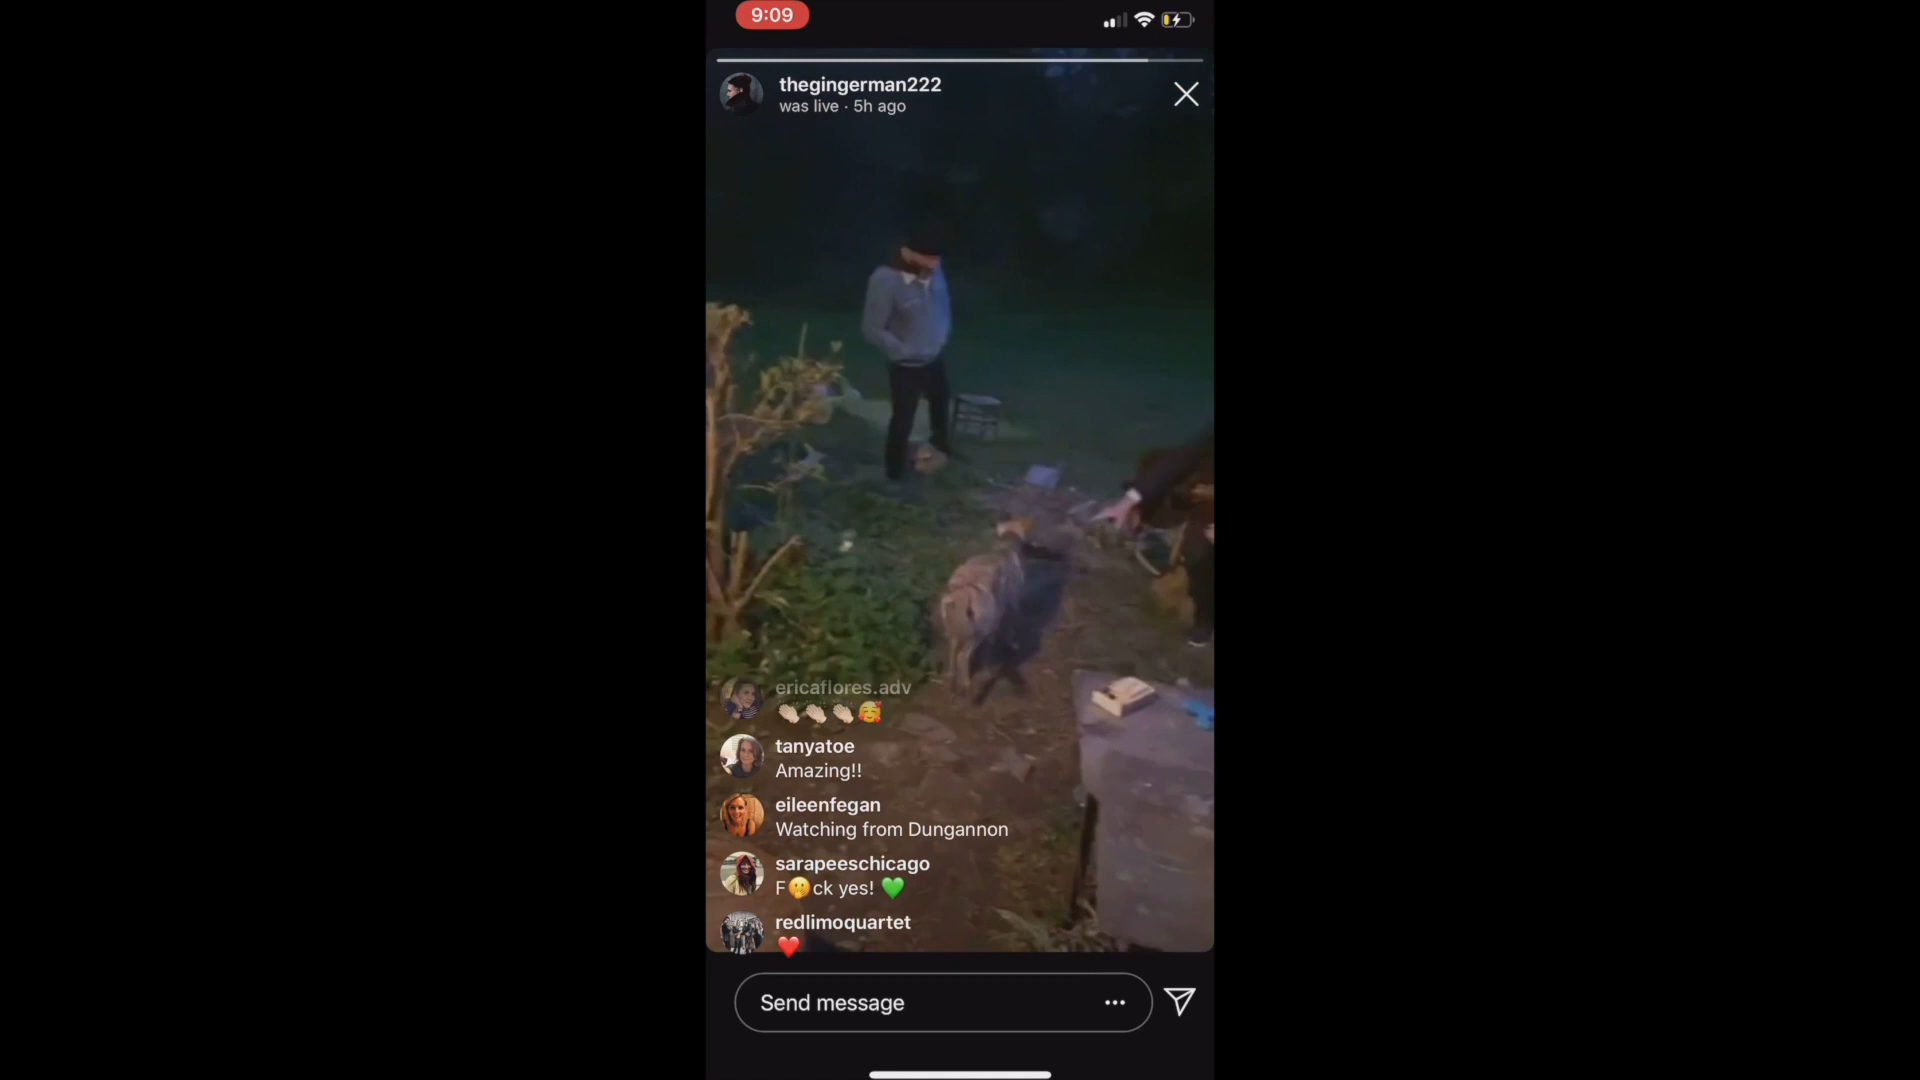 9:09
thegingerman222
was live · 5h ago
ericaflores.adv
👏🏻👏🏻👏🏻🥰
tanyatoe
Amazing!!
eileenfegan
Watching from Dungannon
sarapeeschicago
F🤭ck yes! 💚
redlimoquartet
❤️
Send message